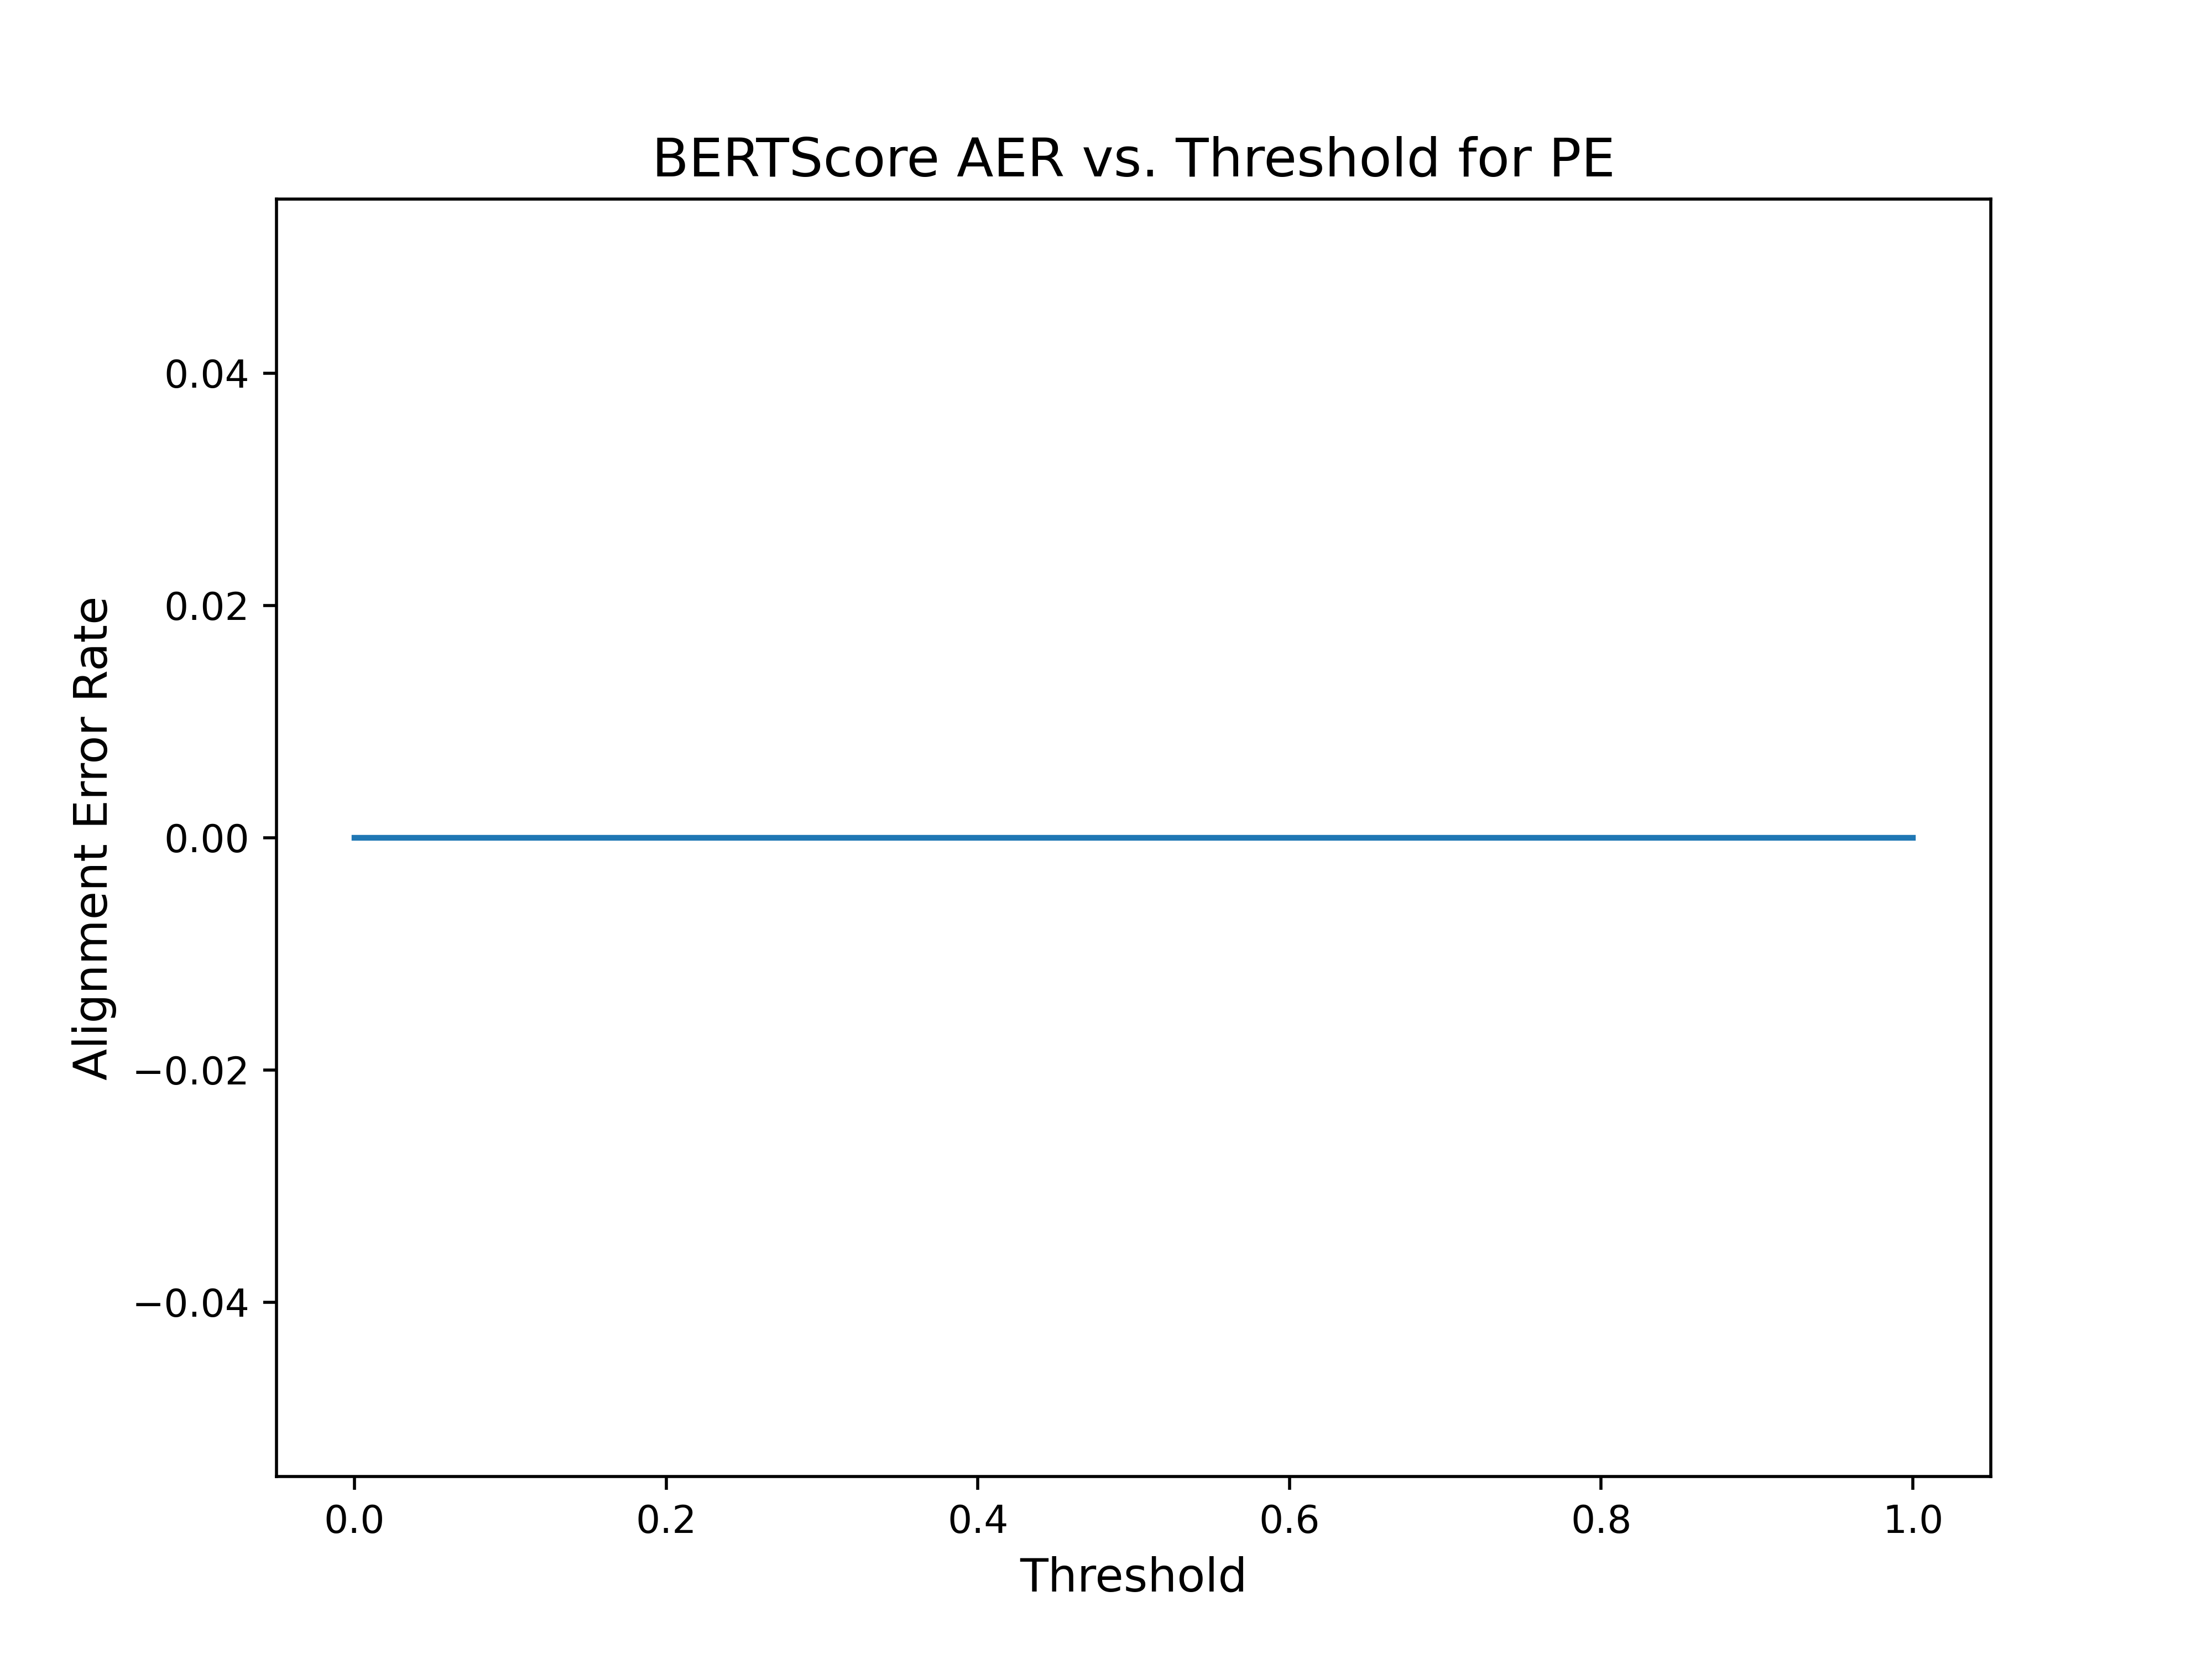 BERTScore AER vs. Threshold for PE
Alignment Error Rate
0.04
0.02
0.00
−0.02
−0.04
0.0 0.2 0.4 0.6 0.8 1.0
Threshold